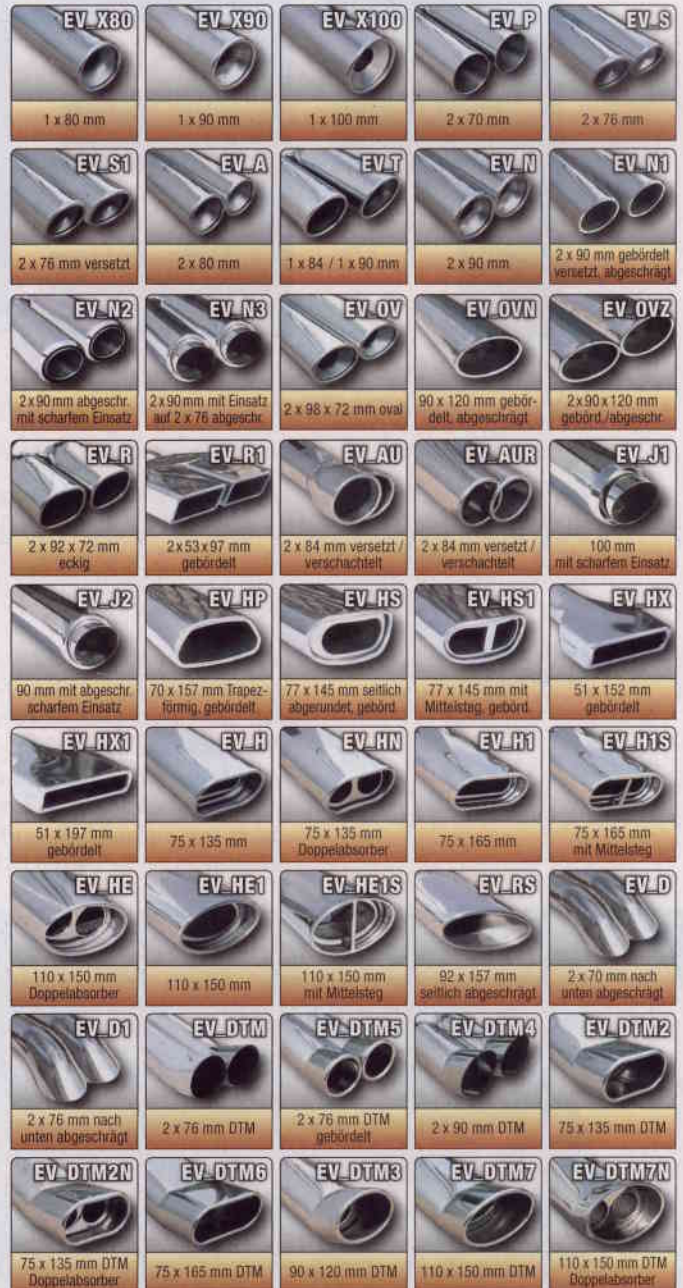 EV_X80
1 x 80 mm
EV_X90
1 x 90 mm
EV_X100
1 x 100 mm
EV_P
2 x 70 mm
EV_S
2 x 76 mm
EV_S1
2 x 76 mm versetzt
EV_A
2 x 80 mm
EV_T
1 x 84 / 1 x 90 mm
EV_N
2 x 90 mm
EV_N1
2 x 90 mm gebördelt
versetzt, abgeschrägt
EV_N2
2 x 90 mm abgeschr.
mit scharfem Einsatz
EV_N3
2 x 90 mm mit Einsatz
auf 2 x 76 abgeschr.
EV_OV
2 x 98 x 72 mm oval
EV_OVN
90 x 120 mm gebör-
delt, abgeschrägt
EV_OVZ
2 x 90 x 120 mm
gebörd./abgeschr.
EV_R
2 x 92 x 72 mm
eckig
EV_R1
2 x 53 x 97 mm
gebördelt
EV_AU
2 x 84 mm versetzt /
verschachtelt
EV_AUR
2 x 84 mm versetzt /
verschachtelt
EV_J1
100 mm
mit scharfem Einsatz
EV_J2
90 mm mit abgeschr.
scharfem Einsatz
EV_HP
70 x 157 mm Trapez-
förmig, gebördelt
EV_HS
77 x 145 mm seitlich
abgerundet, gebörd.
EV_HS1
77 x 145 mm mit
Mittelsteg, gebörd.
EV_HX
51 x 152 mm
gebördelt
EV_HX1
51 x 197 mm
gebördelt
EV_H
75 x 135 mm
EV_HN
75 x 135 mm
Doppelabsorber
EV_H1
75 x 165 mm
EV_H1S
75 x 165 mm
mit Mittelsteg
EV_HE
110 x 150 mm
Doppelabsorber
EV_HE1
110 x 150 mm
EV_HE1S
110 x 150 mm
mit Mittelsteg
EV_RS
92 x 157 mm
seitlich abgeschrägt
EV_D
2 x 70 mm nach
unten abgeschrägt
EV_D1
2 x 76 mm nach
unten abgeschrägt
EV_DTM
2 x 76 mm DTM
EV_DTM5
2 x 76 mm DTM
gebördelt
EV_DTM4
2 x 90 mm DTM
EV_DTM2
75 x 135 mm DTM
EV_DTM2N
75 x 135 mm DTM
Doppelabsorber
EV_DTM6
75 x 165 mm DTM
EV_DTM3
90 x 120 mm DTM
EV_DTM7
110 x 150 mm DTM
EV_DTM7N
110 x 150 mm DTM
Doppelabsorber